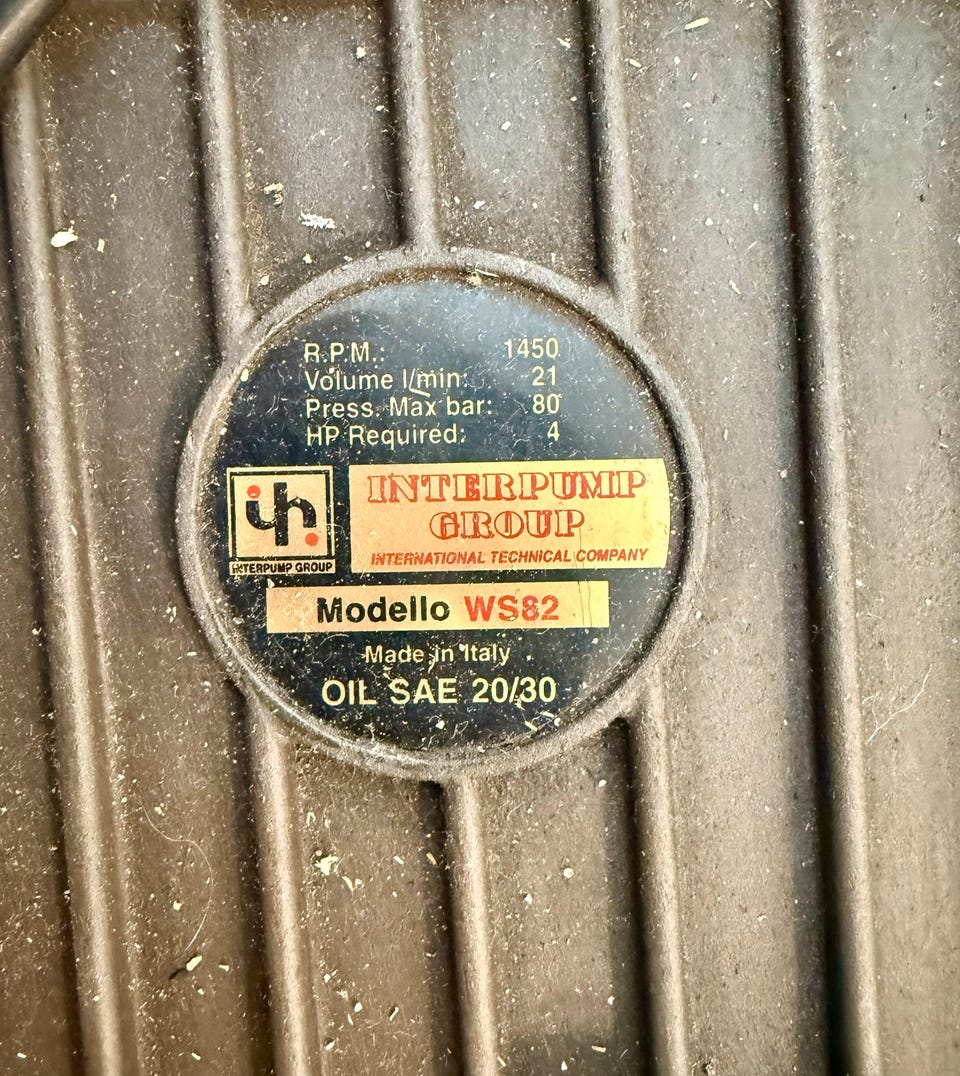 R.P.M.: 1450
Volume l/min: 21
Press. Max bar: 80
HP Required: 4
ih
INTERPUMP GROUP
INTERPUMP
GROUP
INTERNATIONAL TECHNICAL COMPANY
Modello WS82
Made in Italy
OIL SAE 20/30